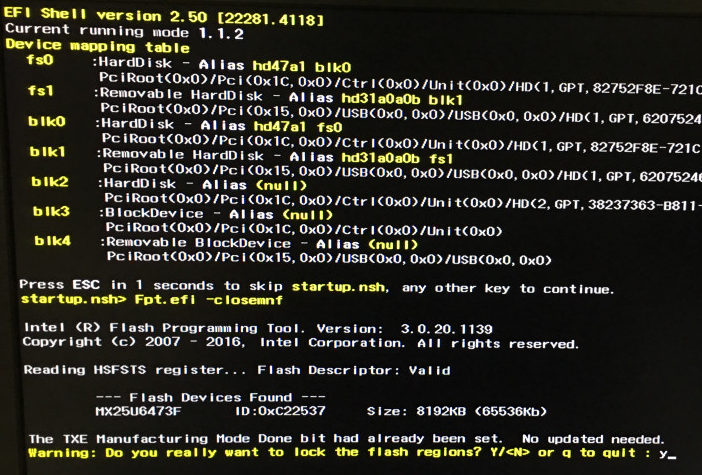 EFI Shell version 2.50 [22281.4118]
Current running mode 1.1.2
Device mapping table
fs0 :HardDisk - Alias hd47a1 blk0
PciRoot(0x0)/Pci(0x1C,0x0)/Ctrl(0x0)/Unit(0x0)/HD(1,GPT,82752F8E-721C
fs1 :Removable HardDisk - Alias hd31a0a0b blk1
PciRoot(0x0)/Pci(0x15,0x0)/USB(0x0,0x0)/USB(0x0,0x0)/HD(1,GPT,6207524
blk0 :HardDisk - Alias hd47a1 fs0
PciRoot(0x0)/Pci(0x1C,0x0)/Ctrl(0x0)/Unit(0x0)/HD(1,GPT,82752F8E-721C
blk1 :Removable HardDisk - Alias hd31a0a0b fs1
PciRoot(0x0)/Pci(0x15,0x0)/USB(0x0,0x0)/USB(0x0,0x0)/HD(1,GPT,6207524
blk2 :HardDisk - Alias (null)
PciRoot(0x0)/Pci(0x1C,0x0)/Ctrl(0x0)/Unit(0x0)/HD(2,GPT,38237363-B811-
blk3 :BlockDevice - Alias (null)
PciRoot(0x0)/Pci(0x1C,0x0)/Ctrl(0x0)/Unit(0x0)
blk4 :Removable BlockDevice - Alias (null)
PciRoot(0x0)/Pci(0x15,0x0)/USB(0x0,0x0)/USB(0x0,0x0)
Press ESC in 1 seconds to skip startup.nsh, any other key to continue.
startup.nsh> Fpt.efi -closemnf
Intel (R) Flash Programming Tool. Version: 3.0.20.1139
Copyright (c) 2007 - 2016, Intel Corporation. All rights reserved.
Reading HSFSTS register... Flash Descriptor: Valid
--- Flash Devices Found ---
MX25U6473F ID:0xC22537 Size: 8192KB (65536Kb)
The TXE Manufacturing Mode Done bit had already been set. No updated needed.
Warning: Do you really want to lock the flash regions? Y/<N> or q to quit : y_